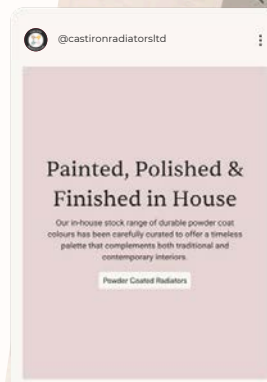 @castironradiatorsltd
Painted, Polished &
Finished in House
Our in-house stock range of durable powder coat
colours has been carefully curated to offer a timeless
palette that complements both traditional and
contemporary interiors.
Powder Coated Radiators